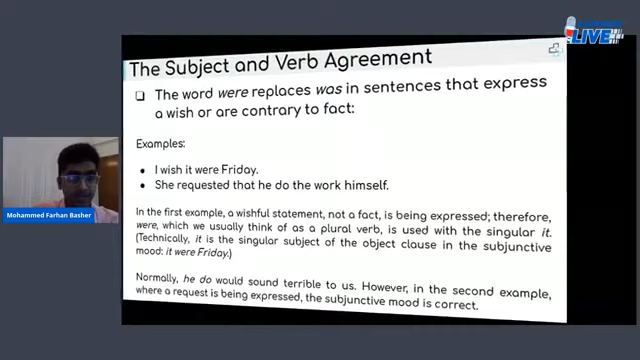 LIVE
The Subject and Verb Agreement
The word were replaces was in sentences that express
a wish or are contrary to fact:
Examples:
I wish it were Friday.
She requested that he do the work himself.
In the first example, a wishful statement, not a fact, is being expressed; therefore,
were, which we usually think of as a plural verb, is used with the singular it.
(Technically, it is the singular subject of the object clause in the subjunctive
mood: it were Friday.)
Normally, he do would sound terrible to us. However, in the second example,
where a request is being expressed, the subjunctive mood is correct.
Mohammed Farhan Basher